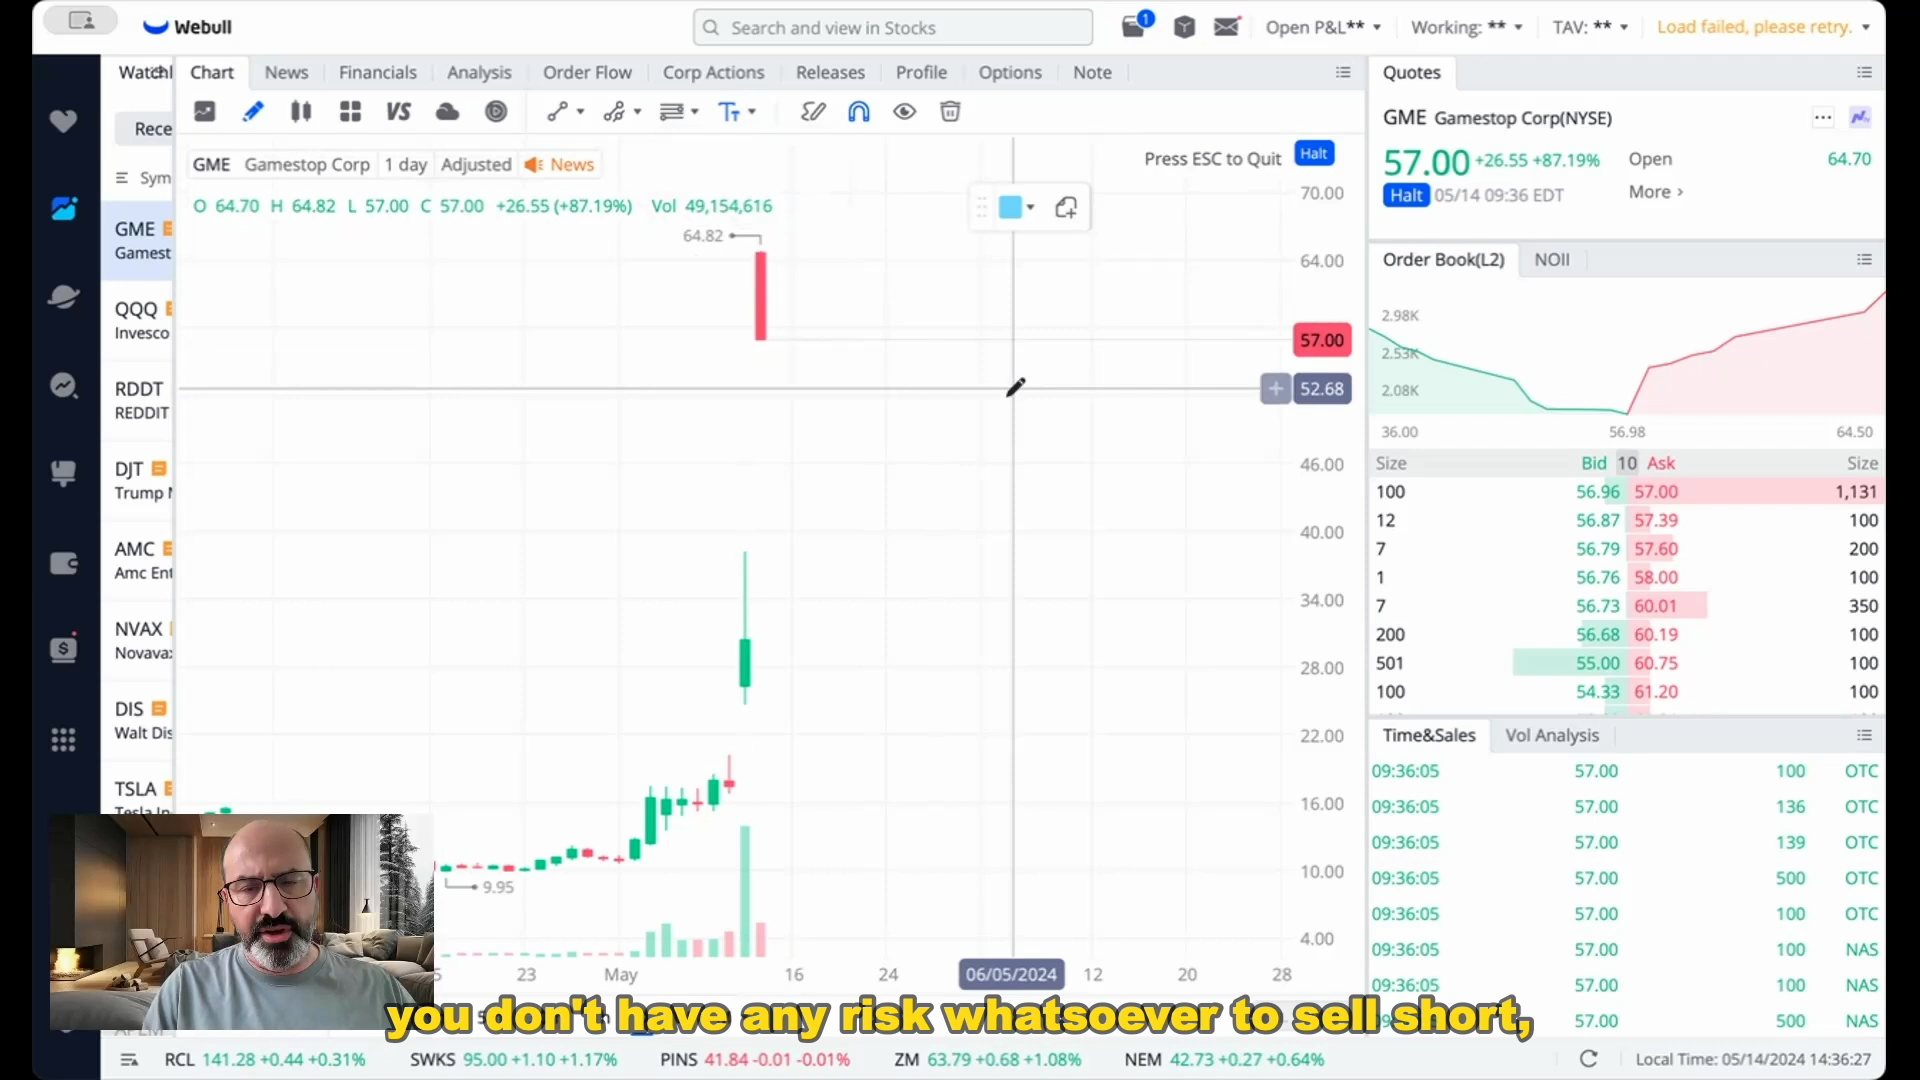 Webull
Search and view in Stocks
1
Open P&L**
Working: **
TAV: **
Load failed, please retry.
Chart
News
Financials
Analysis
Order Flow
Corp Actions
Releases
Profile
Options
Note
VS
GME Gamestop Corp 1 day Adjusted News
Press ESC to Quit
Halt
O 64.70 H 64.82 L 57.00 C 57.00 +26.55 (+87.19%) Vol 49,154,616
64.82
9.95
70.00
64.00
57.00
52.68
46.00
40.00
34.00
28.00
22.00
16.00
10.00
4.00
23
May
16
24
06/05/2024
12
20
28
Rece
Sym
GME
Gamest
QQQ
Invesco
RDDT
REDDIT
DJT
Trump
AMC
Amc Ent
NVAX
Novava
DIS
Walt Dis
TSLA
Quotes
GME Gamestop Corp(NYSE)
57.00 +26.55 +87.19%
Open 64.70
Halt 05/14 09:36 EDT
More
Order Book(L2)
NOII
2.98K
2.53K
2.08K
36.00 56.98 64.50
Size Bid 10 Ask Size
100 56.96 57.00 1,131
12 56.87 57.39 100
7 56.79 57.60 200
1 56.76 58.00 100
7 56.73 60.01 350
200 56.68 60.19 100
501 55.00 60.75 100
100 54.33 61.20 100
Time&Sales
Vol Analysis
09:36:05 57.00 100 OTC
09:36:05 57.00 136 OTC
09:36:05 57.00 139 OTC
09:36:05 57.00 500 OTC
09:36:05 57.00 100 OTC
09:36:05 57.00 100 NAS
09:36:05 57.00 100 NAS
09:36:05 57.00 500 NAS
you don't have any risk whatsoever to sell short,
RCL 141.28 +0.44 +0.31%
SWKS 95.00 +1.10 +1.17%
PINS 41.84 -0.01 -0.01%
ZM 63.79 +0.68 +1.08%
NEM 42.73 +0.27 +0.64%
Local Time: 05/14/2024 14:36:27